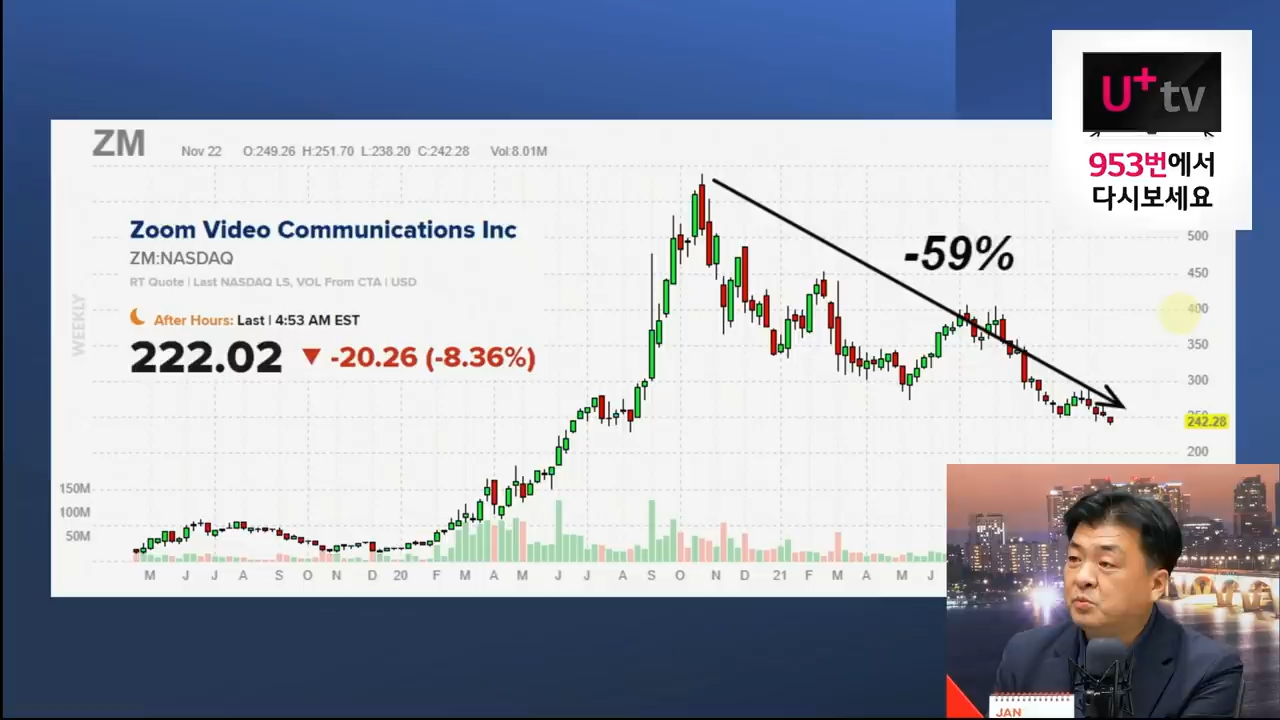 ZM Nov 22 O:249.26 H:251.70 L:238.20 C:242.28 Vol:8.01M
U+tv
953번에서
다시보세요
Zoom Video Communications Inc
ZM:NASDAQ
RT Quote | Last NASDAQ LS, VOL From CTA | USD
After Hours: Last | 4:53 AM EST
222.02 ▼ -20.26 (-8.36%)
WEEKLY
-59%
500
450
400
350
300
250
242.28
200
150M
100M
50M
M J J A S O N D 20 F M A M J J A S O N D 21 F M A M J
JAN